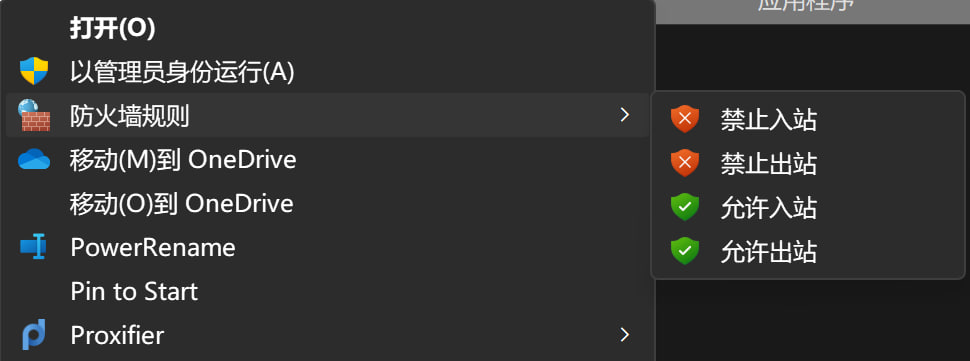 应用程序
打开(O)
以管理员身份运行(A)
防火墙规则
禁止入站
移动(M)到 OneDrive
禁止出站
移动(O)到 OneDrive
允许入站
PowerRename
允许出站
Pin to Start
Proxifier